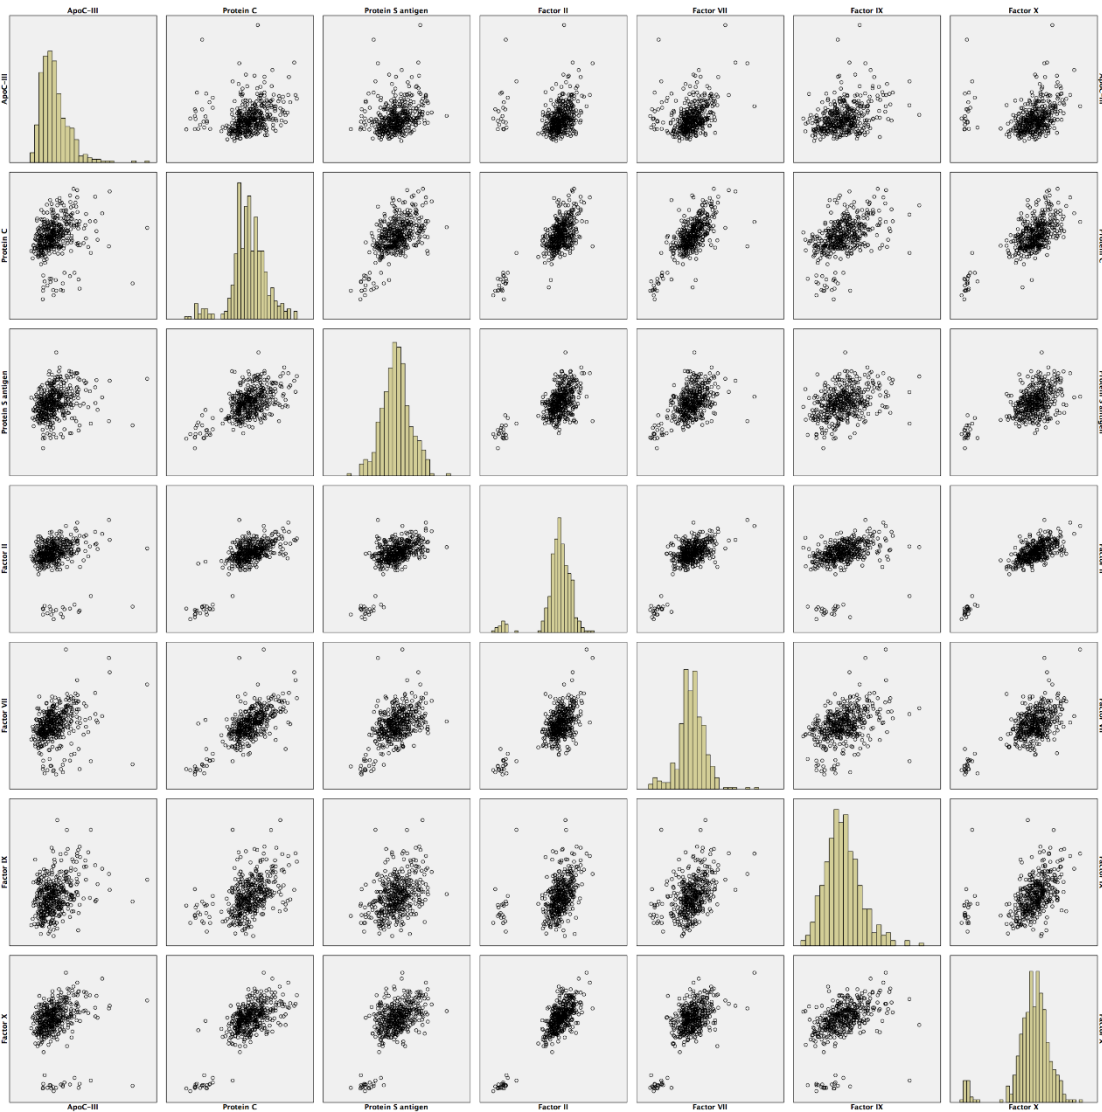 ApoC-III Protein C Protein S antigen Factor II Factor VII Factor IX Factor X
ApoC-III
Protein C
Protein S antigen
Factor II
Factor VII
Factor IX
Factor X
ApoC-III Protein C Protein S antigen Factor II Factor VII Factor IX Factor X